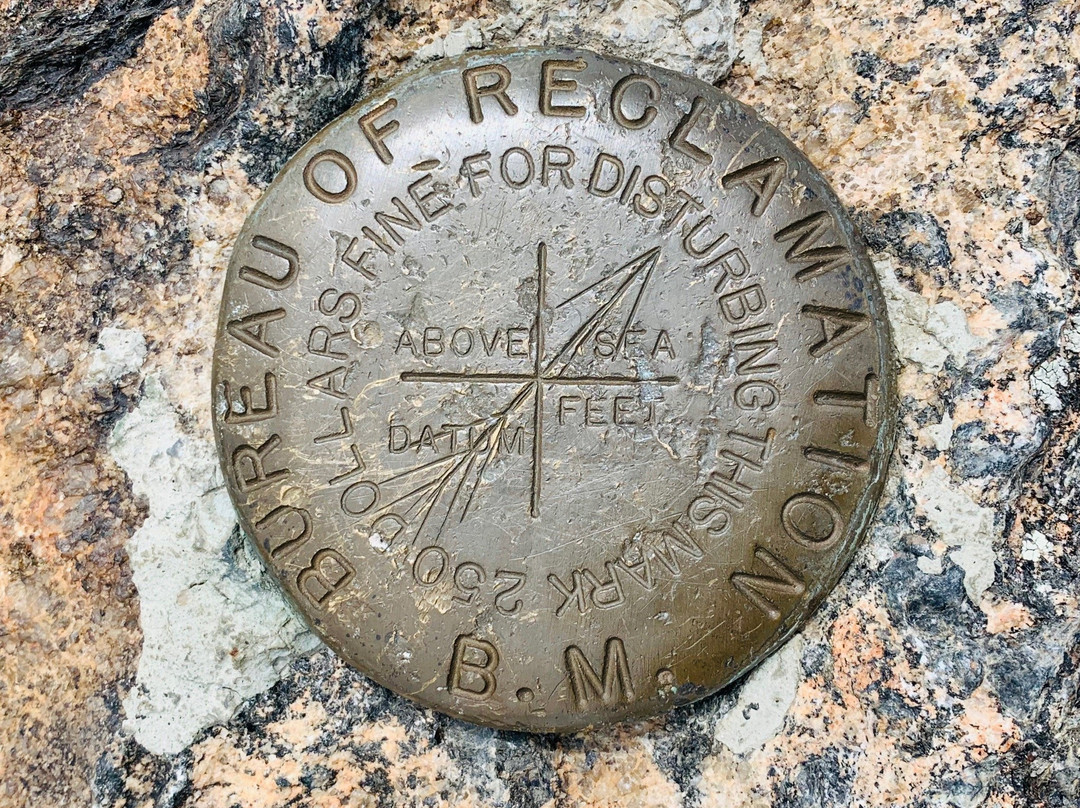 BUREAU OF RECLAMATION
250 DOLLARS FINE FOR DISTURBING THIS MARK
ABOVE SEA
DATUM FEET
B. M.